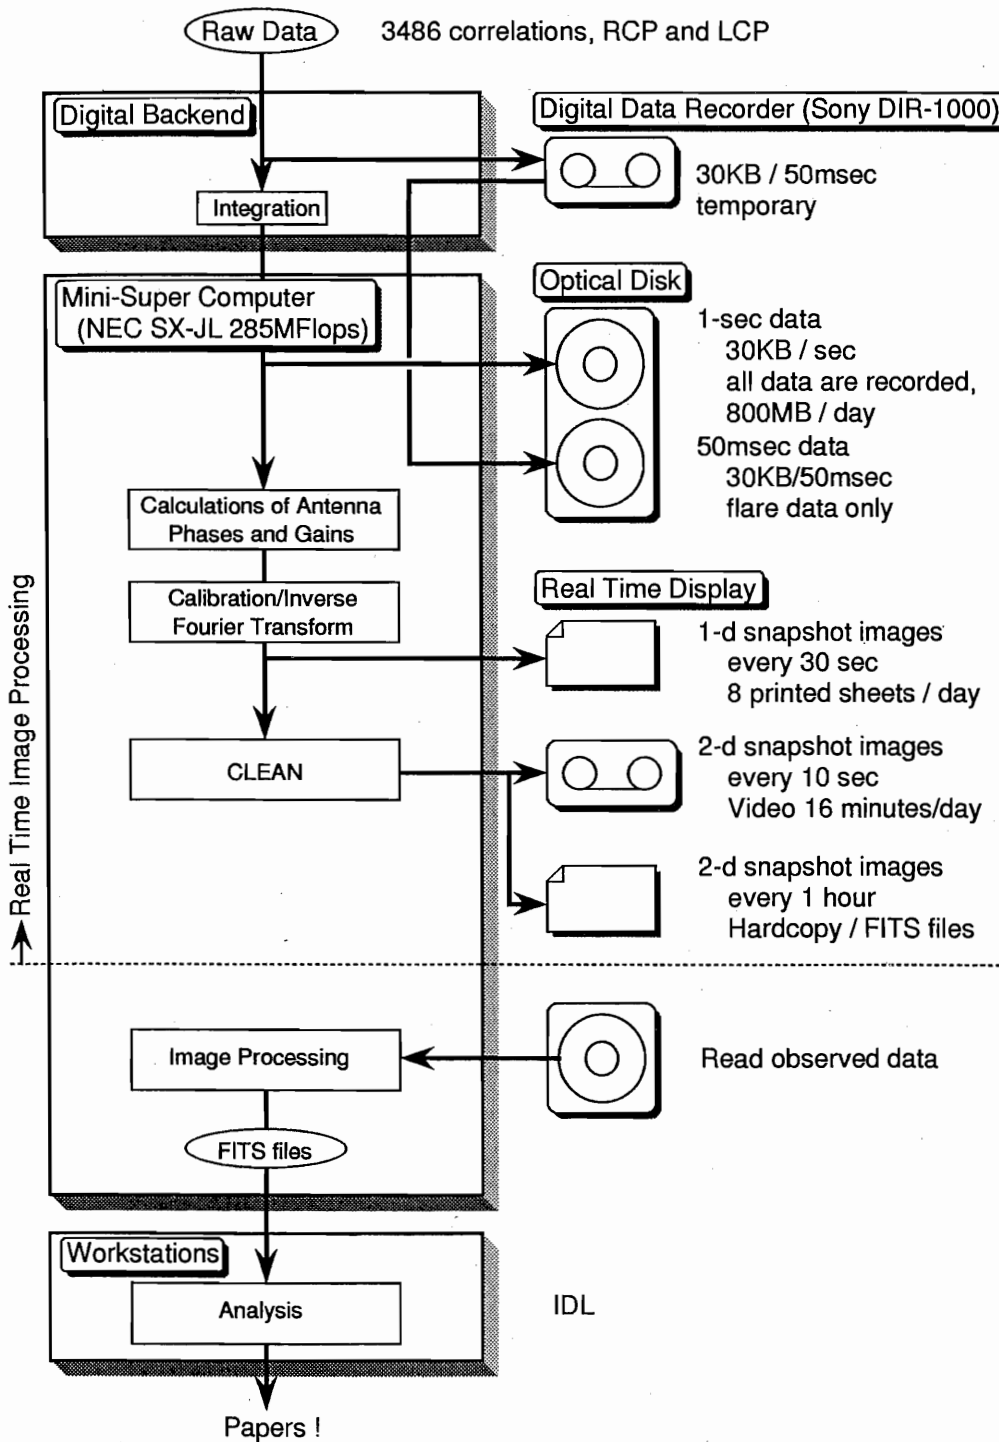 Raw Data
3486 correlations, RCP and LCP
Digital Backend
Digital Data Recorder (Sony DIR-1000)
30KB / 50msec
temporary
Integration
Mini-Super Computer
(NEC SX-JL 285MFlops)
Optical Disk
1-sec data
30KB / sec
all data are recorded,
800MB / day
50msec data
30KB/50msec
flare data only
Calculations of Antenna
Phases and Gains
Calibration/Inverse
Fourier Transform
Real Time Display
1-d snapshot images
every 30 sec
8 printed sheets / day
CLEAN
2-d snapshot images
every 10 sec
Video 16 minutes/day
2-d snapshot images
every 1 hour
Hardcopy / FITS files
Real Time Image Processing
Image Processing
Read observed data
FITS files
Workstations
Analysis
IDL
Papers !